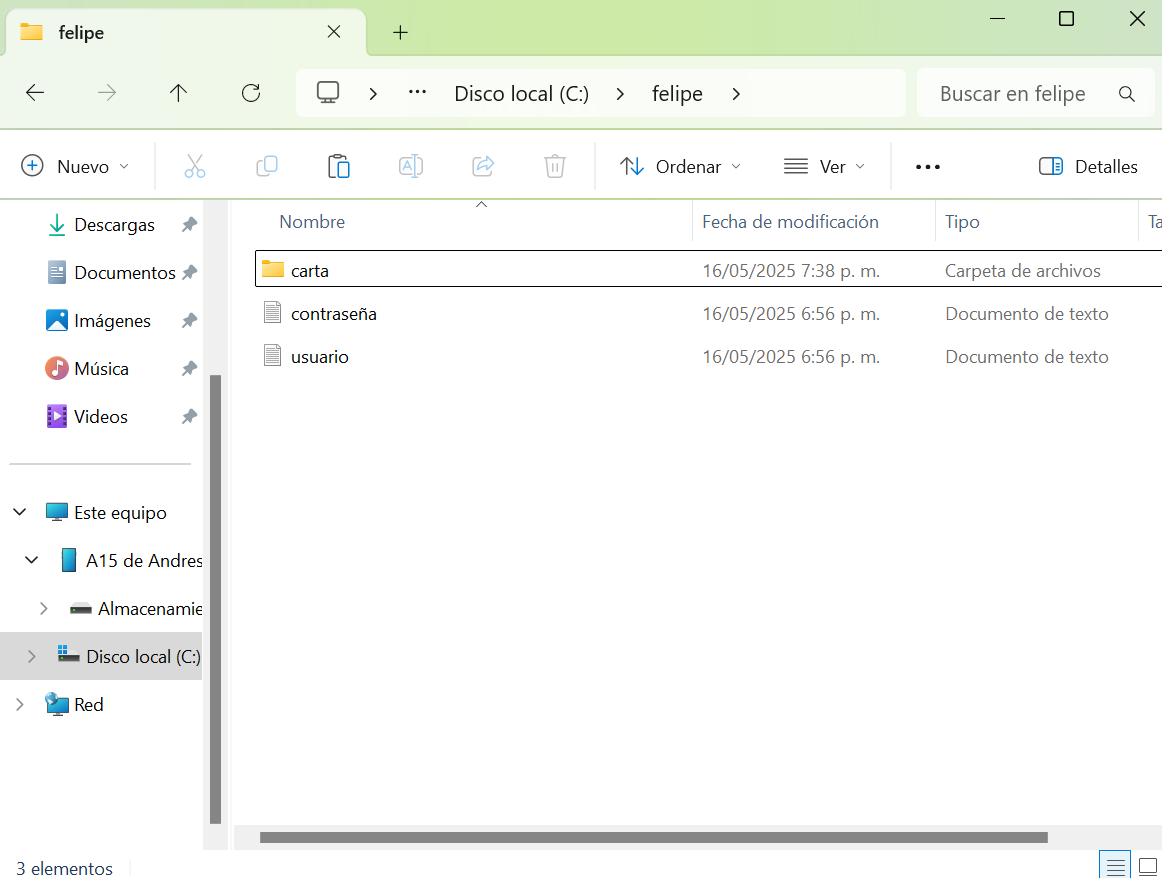 felipe
Disco local (C:) felipe Buscar en felipe
Nuevo Ordenar Ver Detalles
Descargas
Documentos
Imágenes
Música
Videos
Este equipo
A15 de Andres
Almacenamie
Disco local (C:)
Red
Nombre Fecha de modificación Tipo Ta
carta 16/05/2025 7:38 p. m. Carpeta de archivos
contraseña 16/05/2025 6:56 p. m. Documento de texto
usuario 16/05/2025 6:56 p. m. Documento de texto
3 elementos